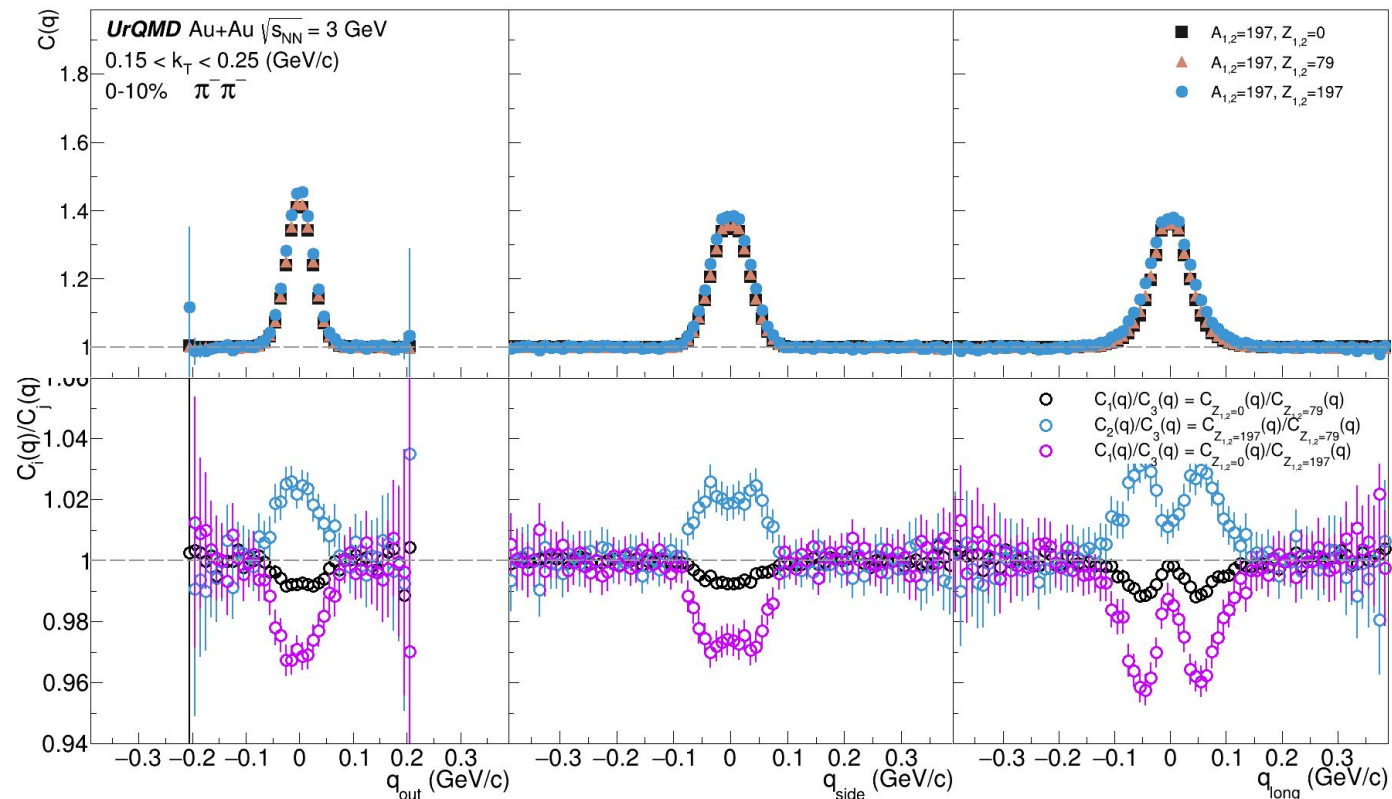 C(q)
UrQMD Au+Au √s_NN = 3 GeV
0.15 < k_T < 0.25 (GeV/c)
0-10% π⁻π⁻
A_1,2=197, Z_1,2=0
A_1,2=197, Z_1,2=79
A_1,2=197, Z_1,2=197
1.8
1.6
1.4
1.2
1
C_i(q)/C_j(q)
1.06
1.04
1.02
1
0.98
0.96
0.94
C_1(q)/C_3(q) = C_Z_1,2=0(q)/C_Z_1,2=79(q)
C_2(q)/C_3(q) = C_Z_1,2=197(q)/C_Z_1,2=79(q)
C_1(q)/C_3(q) = C_Z_1,2=0(q)/C_Z_1,2=197(q)
−0.3 −0.2 −0.1 0 0.1 0.2 0.3
−0.3 −0.2 −0.1 0 0.1 0.2 0.3
−0.3 −0.2 −0.1 0 0.1 0.2 0.3
q_out (GeV/c)
q_side (GeV/c)
q_long (GeV/c)